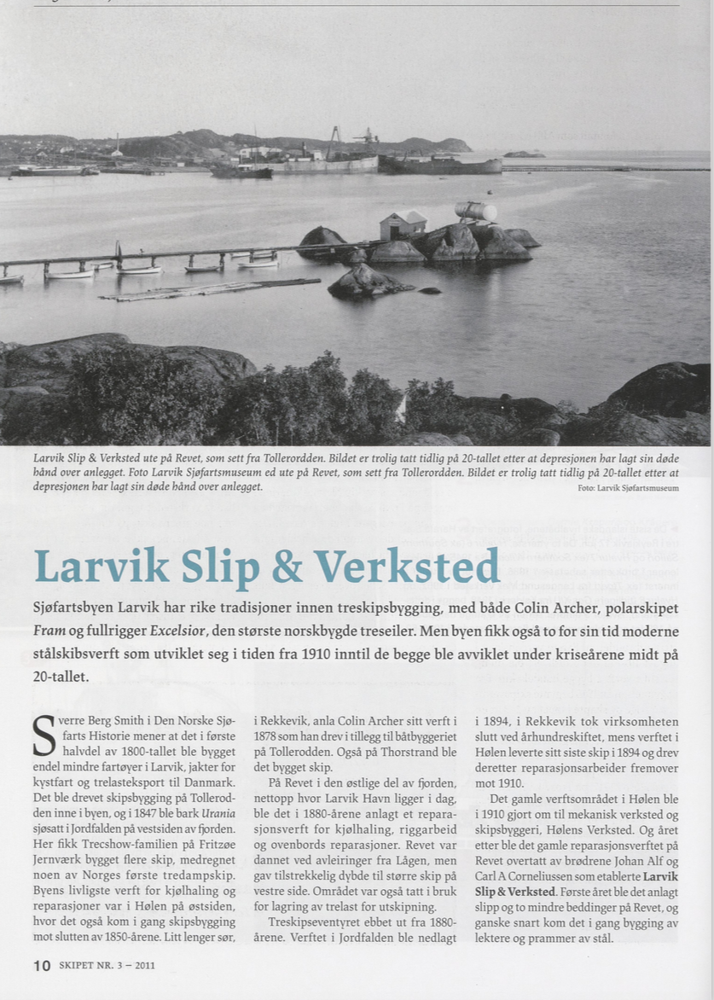 Larvik Slip & Verksted ute på Revet, som sett fra Tollerordden. Bildet er trolig tatt tidlig på 20-tallet etter at depresjonen har lagt sin døde
hånd over anlegget. Foto Larvik Sjøfartsmuseum ed ute på Revet, som sett fra Tollerordden. Bildet er trolig tatt tidlig på 20-tallet etter at
depresjonen har lagt sin døde hånd over anlegget.
Foto: Larvik Sjøfartsmuseum
Larvik Slip & Verksted
Sjøfartsbyen Larvik har rike tradisjoner innen treskipsbygging, med både Colin Archer, polarskipet
Fram og fullrigger Excelsior, den største norskbygde treseiler. Men byen fikk også to for sin tid moderne
stålskibsverft som utviklet seg i tiden fra 1910 inntil de begge ble avviklet under kriseårene midt på
20-tallet.
Sverre Berg Smith i Den Norske Sjø-
farts Historie mener at det i første
halvdel av 1800-tallet ble bygget
endel mindre fartøyer i Larvik, jakter for
kystfart og trelasteksport til Danmark.
Det ble drevet skipsbygging på Tollerod-
den inne i byen, og i 1847 ble bark Urania
sjøsatt i Jordfalden på vestsiden av fjorden.
Her fikk Trecshow-familien på Fritzøe
Jernværk bygget flere skip, medregnet
noen av Norges første tredampskip.
Byens livligste verft for kjølhaling og
reparasjoner var i Hølen på østsiden,
hvor det også kom i gang skipsbygging
mot slutten av 1850-årene. Litt lenger sør,
i Rekkevik, anla Colin Archer sitt verft i
1878 som han drev i tillegg til båtbyggeriet
på Tollerodden. Også på Thorstrand ble
det bygget skip.
På Revet i den østlige del av fjorden,
nettopp hvor Larvik Havn ligger i dag,
ble det i 1880-årene anlagt et repara-
sjonsverft for kjølhaling, riggarbeid
og ovenbords reparasjoner. Revet var
dannet ved avleiringer fra Lågen, men
gav tilstrekkelig dybde til større skip på
vestre side. Området var også tatt i bruk
for lagring av trelast for utskipning.
Treskipseventyret ebbet ut fra 1880-
årene. Verftet i Jordfalden ble nedlagt
i 1894, i Rekkevik tok virksomheten
slutt ved århundreskiftet, mens verftet i
Hølen leverte sitt siste skip i 1894 og drev
deretter reparasjonsarbeider fremover
mot 1910.
Det gamle verftsområdet i Hølen ble
i 1910 gjort om til mekanisk verksted og
skipsbyggeri, Hølens Verksted. Og året
etter ble det gamle reparasjonsverftet på
Revet overtatt av brødrene Johan Alf og
Carl A Corneliussen som etablerte Larvik
Slip & Verksted. Første året ble det anlagt
slipp og to mindre beddinger på Revet, og
ganske snart kom det i gang bygging av
lektere og prammer av stål.
10 SKIPET NR. 3 – 2011